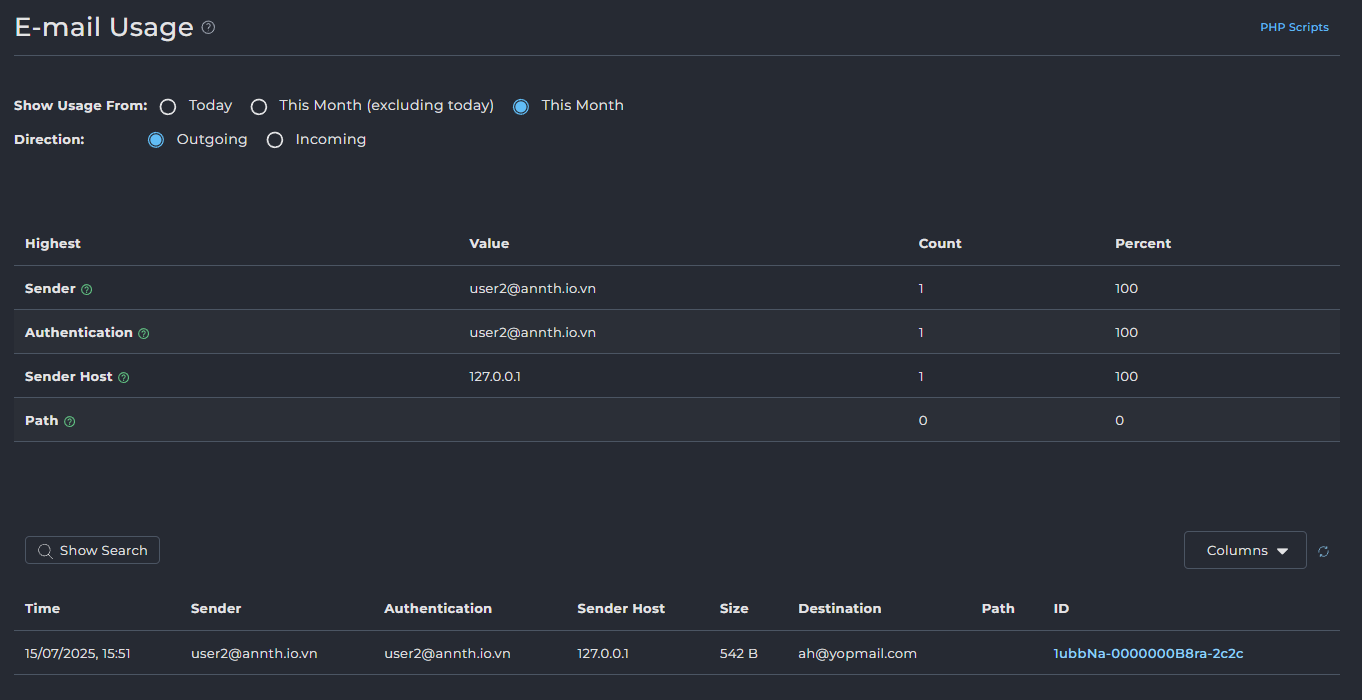 E-mail Usage
PHP Scripts
Show Usage From: Today This Month (excluding today) This Month
Direction: Outgoing Incoming
Highest Value Count Percent
Sender user2@annth.io.vn 1 100
Authentication user2@annth.io.vn 1 100
Sender Host 127.0.0.1 1 100
Path 0 0
Show Search Columns
Time Sender Authentication Sender Host Size Destination Path ID
15/07/2025, 15:51 user2@annth.io.vn user2@annth.io.vn 127.0.0.1 542 B ah@yopmail.com 1ubbNa-0000000B8ra-2c2c